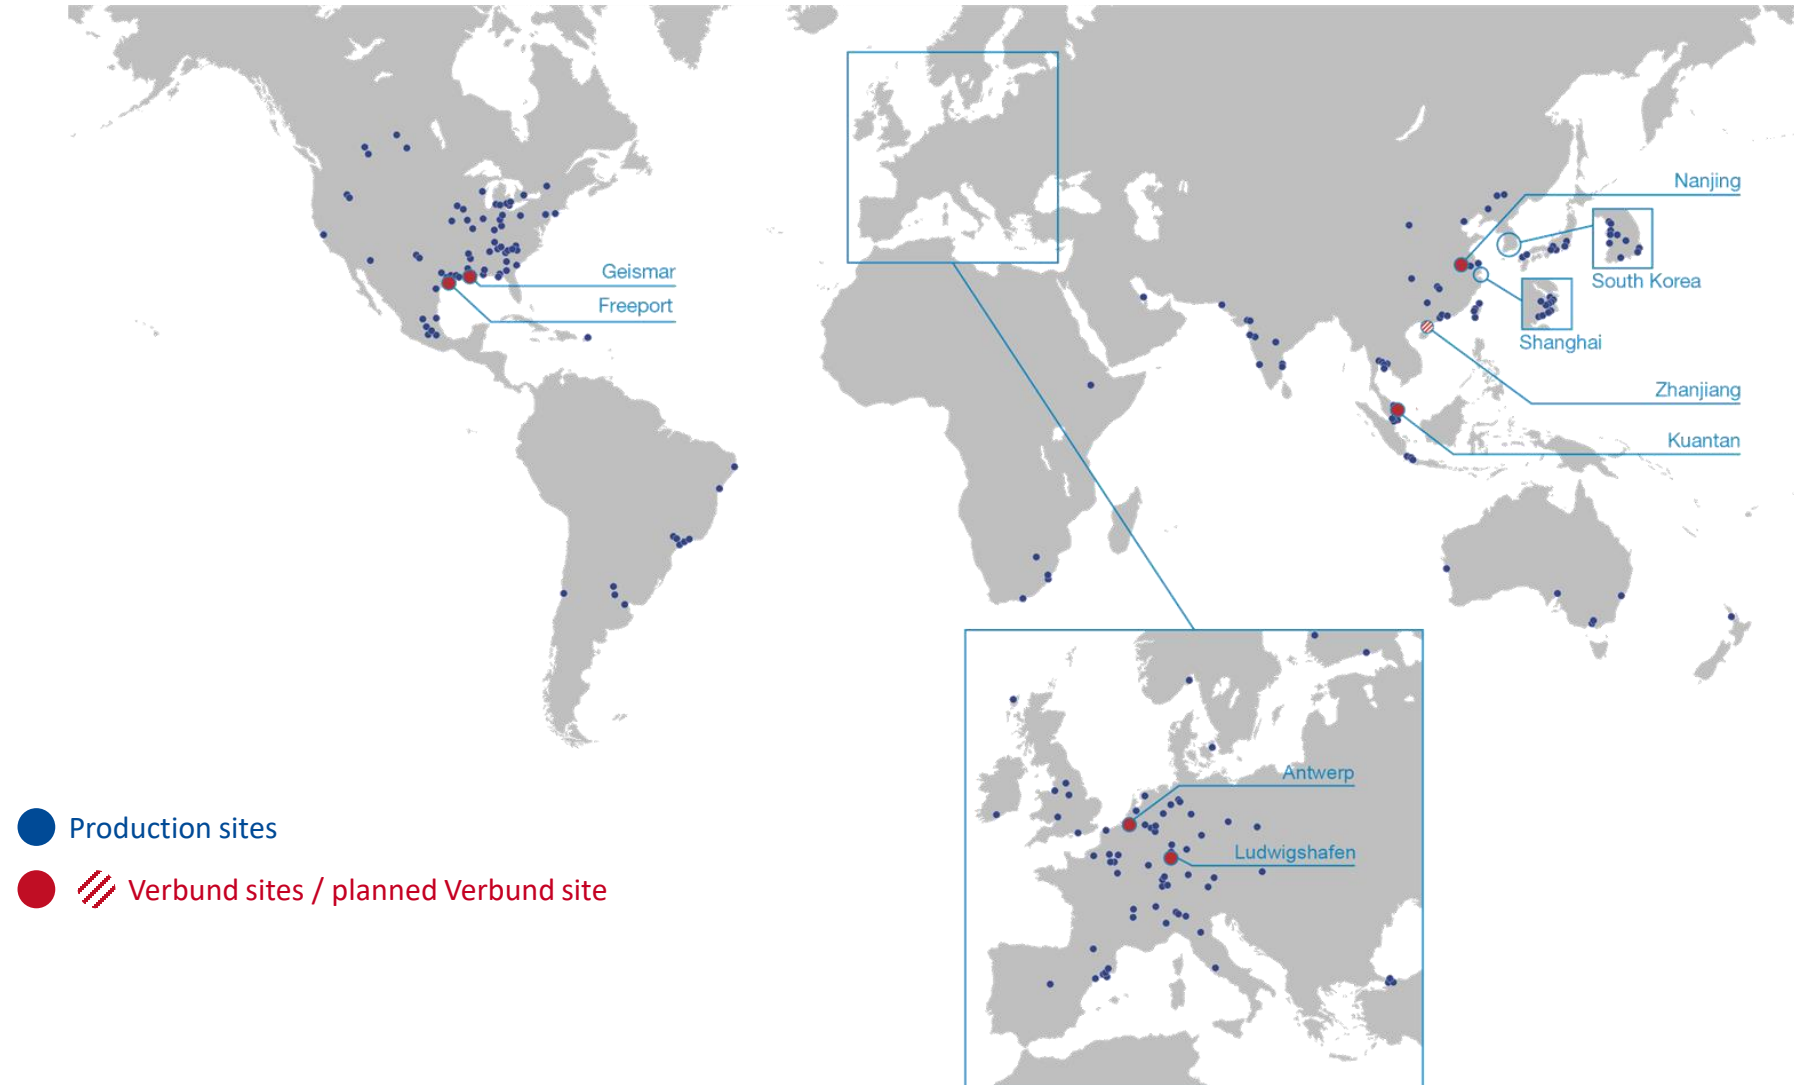 Nanjing
Geismar
South Korea
Freeport
Shanghai
Zhanjiang
Kuantan
Antwerp
Production sites
Ludwigshafen
Verbund sites / planned Verbund site